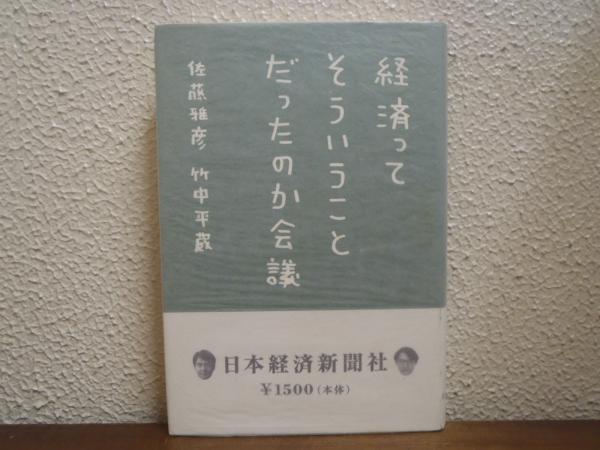 経済って
そういうこと
だったのか会議
佐藤雅彦 竹中平蔵
日本経済新聞社
¥1500（本体）